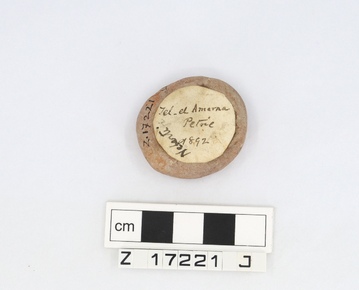 Z.17221
Tel. el Amarna
Petrie
1892
cm
Z 17221 J